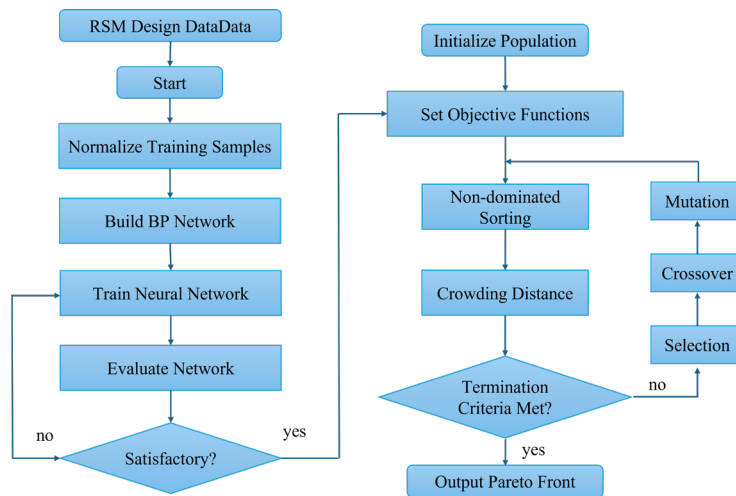 RSM Design DataData
Start
Normalize Training Samples
Build BP Network
Train Neural Network
Evaluate Network
no
Satisfactory?
yes
Initialize Population
Set Objective Functions
Non-dominated
Sorting
Crowding Distance
Termination
Criteria Met?
no
Selection
Crossover
Mutation
yes
Output Pareto Front